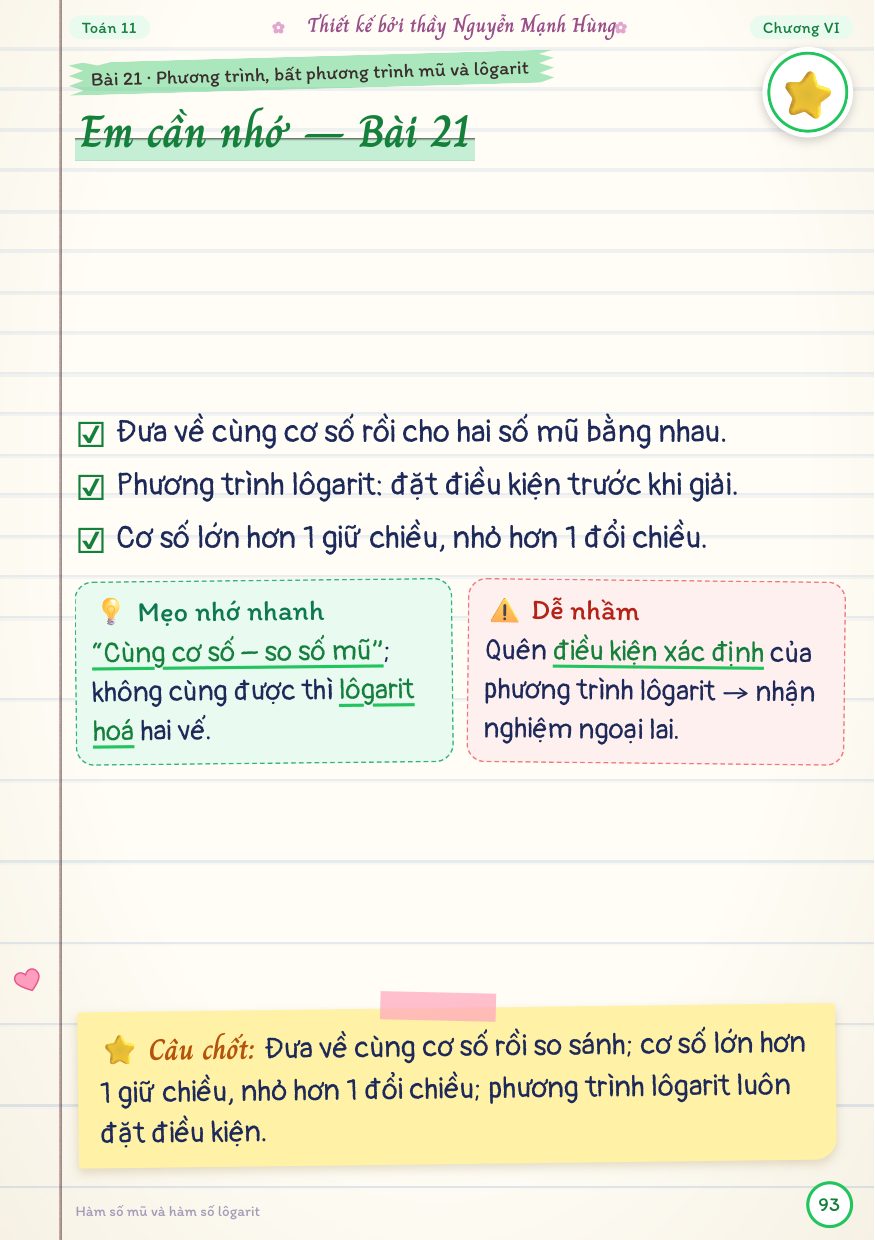 Toán 11
Thiết kế bởi thầy Nguyễn Mạnh Hùng
Chương VI
Bài 21 · Phương trình, bất phương trình mũ và lôgarit
Em cần nhớ — Bài 21
Đưa về cùng cơ số rồi cho hai số mũ bằng nhau.
Phương trình lôgarit: đặt điều kiện trước khi giải.
Cơ số lớn hơn 1 giữ chiều, nhỏ hơn 1 đổi chiều.
Mẹo nhớ nhanh
“Cùng cơ số – so số mũ”;
không cùng được thì lôgarit
hoá hai vế.
Dễ nhầm
Quên điều kiện xác định của
phương trình lôgarit → nhận
nghiệm ngoại lai.
Câu chốt: Đưa về cùng cơ số rồi so sánh; cơ số lớn hơn
1 giữ chiều, nhỏ hơn 1 đổi chiều; phương trình lôgarit luôn
đặt điều kiện.
Hàm số mũ và hàm số lôgarit
93